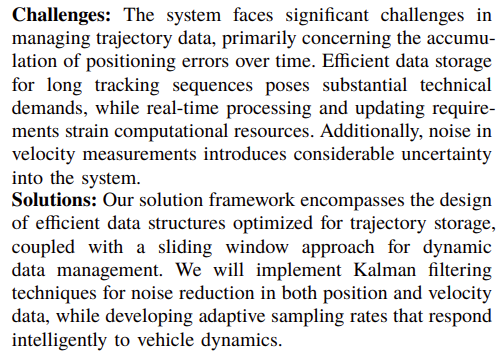 Challenges: The system faces significant challenges in
managing trajectory data, primarily concerning the accumu-
lation of positioning errors over time. Efficient data storage
for long tracking sequences poses substantial technical
demands, while real-time processing and updating require-
ments strain computational resources. Additionally, noise in
velocity measurements introduces considerable uncertainty
into the system.
Solutions: Our solution framework encompasses the design
of efficient data structures optimized for trajectory storage,
coupled with a sliding window approach for dynamic
data management. We will implement Kalman filtering
techniques for noise reduction in both position and velocity
data, while developing adaptive sampling rates that respond
intelligently to vehicle dynamics.